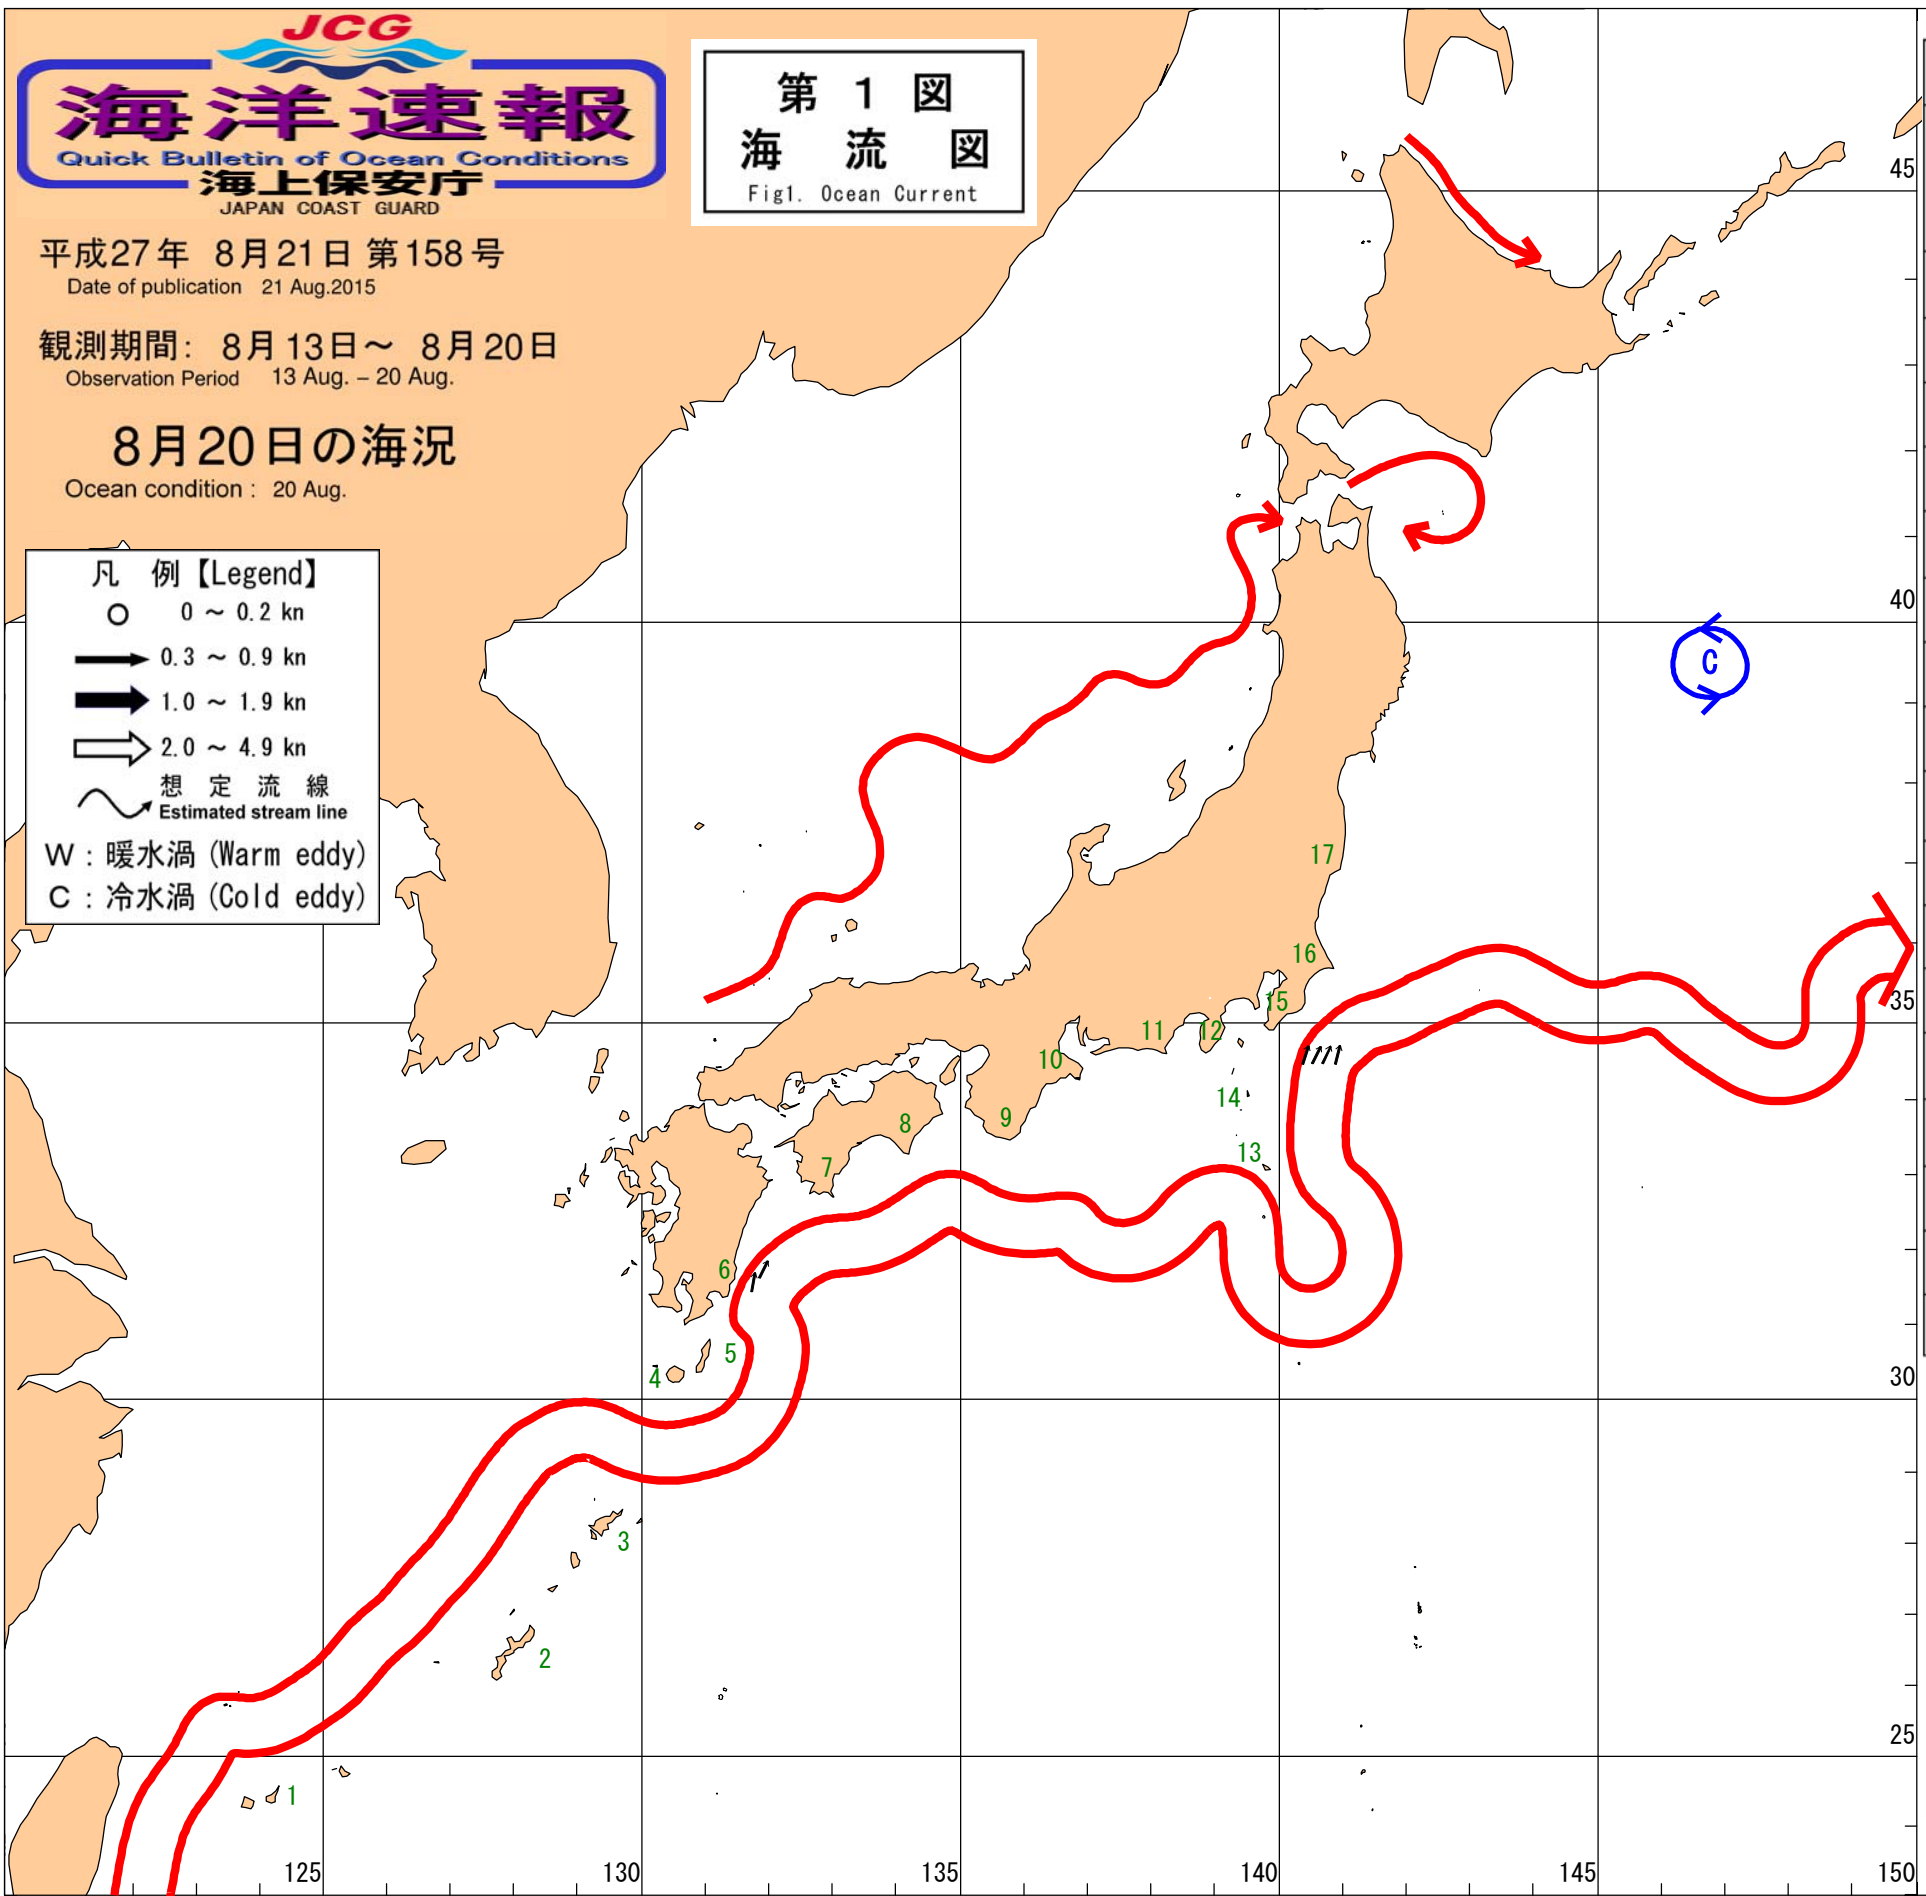 JCG
海洋速報
Quick Bulletin of Ocean Conditions
海上保安庁
JAPAN COAST GUARD
平成27年 8月21日 第158号
Date of publication 21 Aug.2015
観測期間: 8月13日～ 8月20日
Observation Period 13 Aug. – 20 Aug.
8月20日の海況
Ocean condition : 20 Aug.
第 1 図
海 流 図
Fig1. Ocean Current
凡 例【Legend】
0 ～ 0.2 kn
0.3 ～ 0.9 kn
1.0 ～ 1.9 kn
2.0 ～ 4.9 kn
想 定 流 線
Estimated stream line
W : 暖水渦 (Warm eddy)
C : 冷水渦 (Cold eddy)
45
40
C
17
16
35
15
11
12
10
14
9
8
13
7
6
5
4
30
3
2
25
1
125
130
135
140
145
150